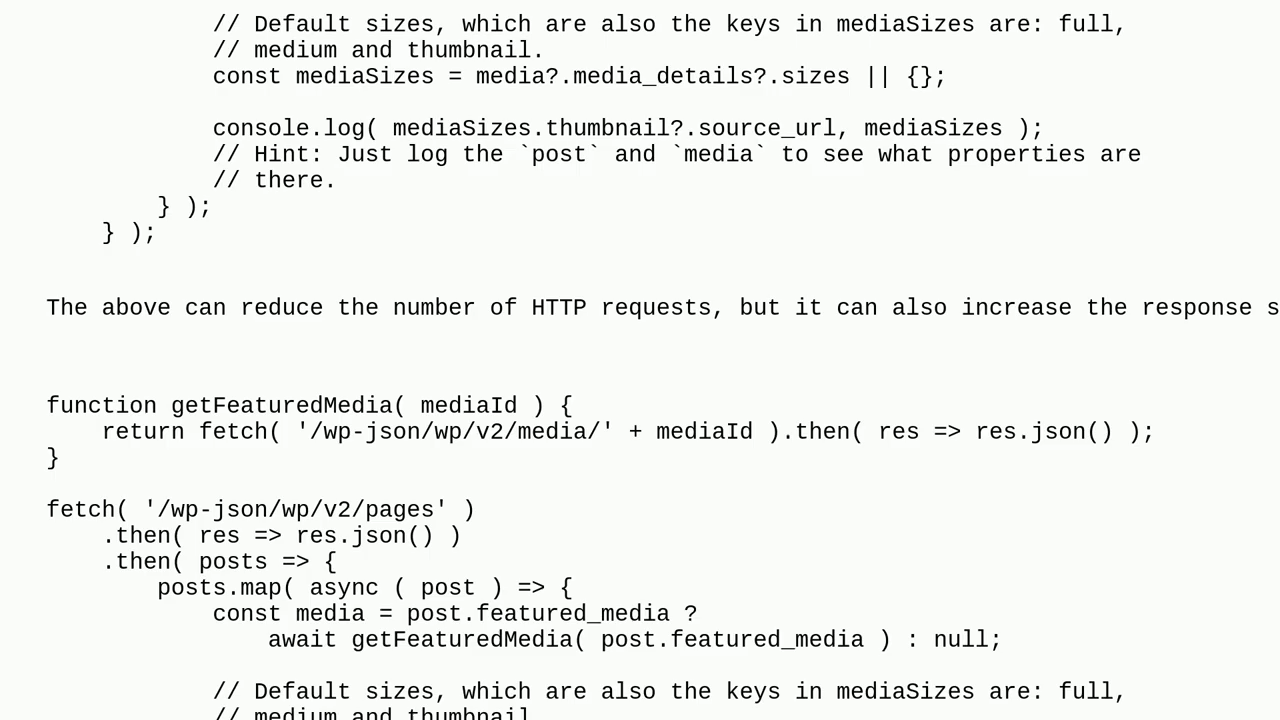 // Default sizes, which are also the keys in mediaSizes are: full,
// medium and thumbnail.
const mediaSizes = media?.media_details?.sizes || {};
console.log( mediaSizes.thumbnail?.source_url, mediaSizes );
// Hint: Just log the `post` and `media` to see what properties are
// there.
} );
} );
The above can reduce the number of HTTP requests, but it can also increase the response s
function getFeaturedMedia( mediaId ) {
return fetch( '/wp-json/wp/v2/media/' + mediaId ).then( res => res.json() );
}
fetch( '/wp-json/wp/v2/pages' )
.then( res => res.json() )
.then( posts => {
posts.map( async ( post ) => {
const media = post.featured_media ?
await getFeaturedMedia( post.featured_media ) : null;
// Default sizes, which are also the keys in mediaSizes are: full,
// medium and thumbnail.